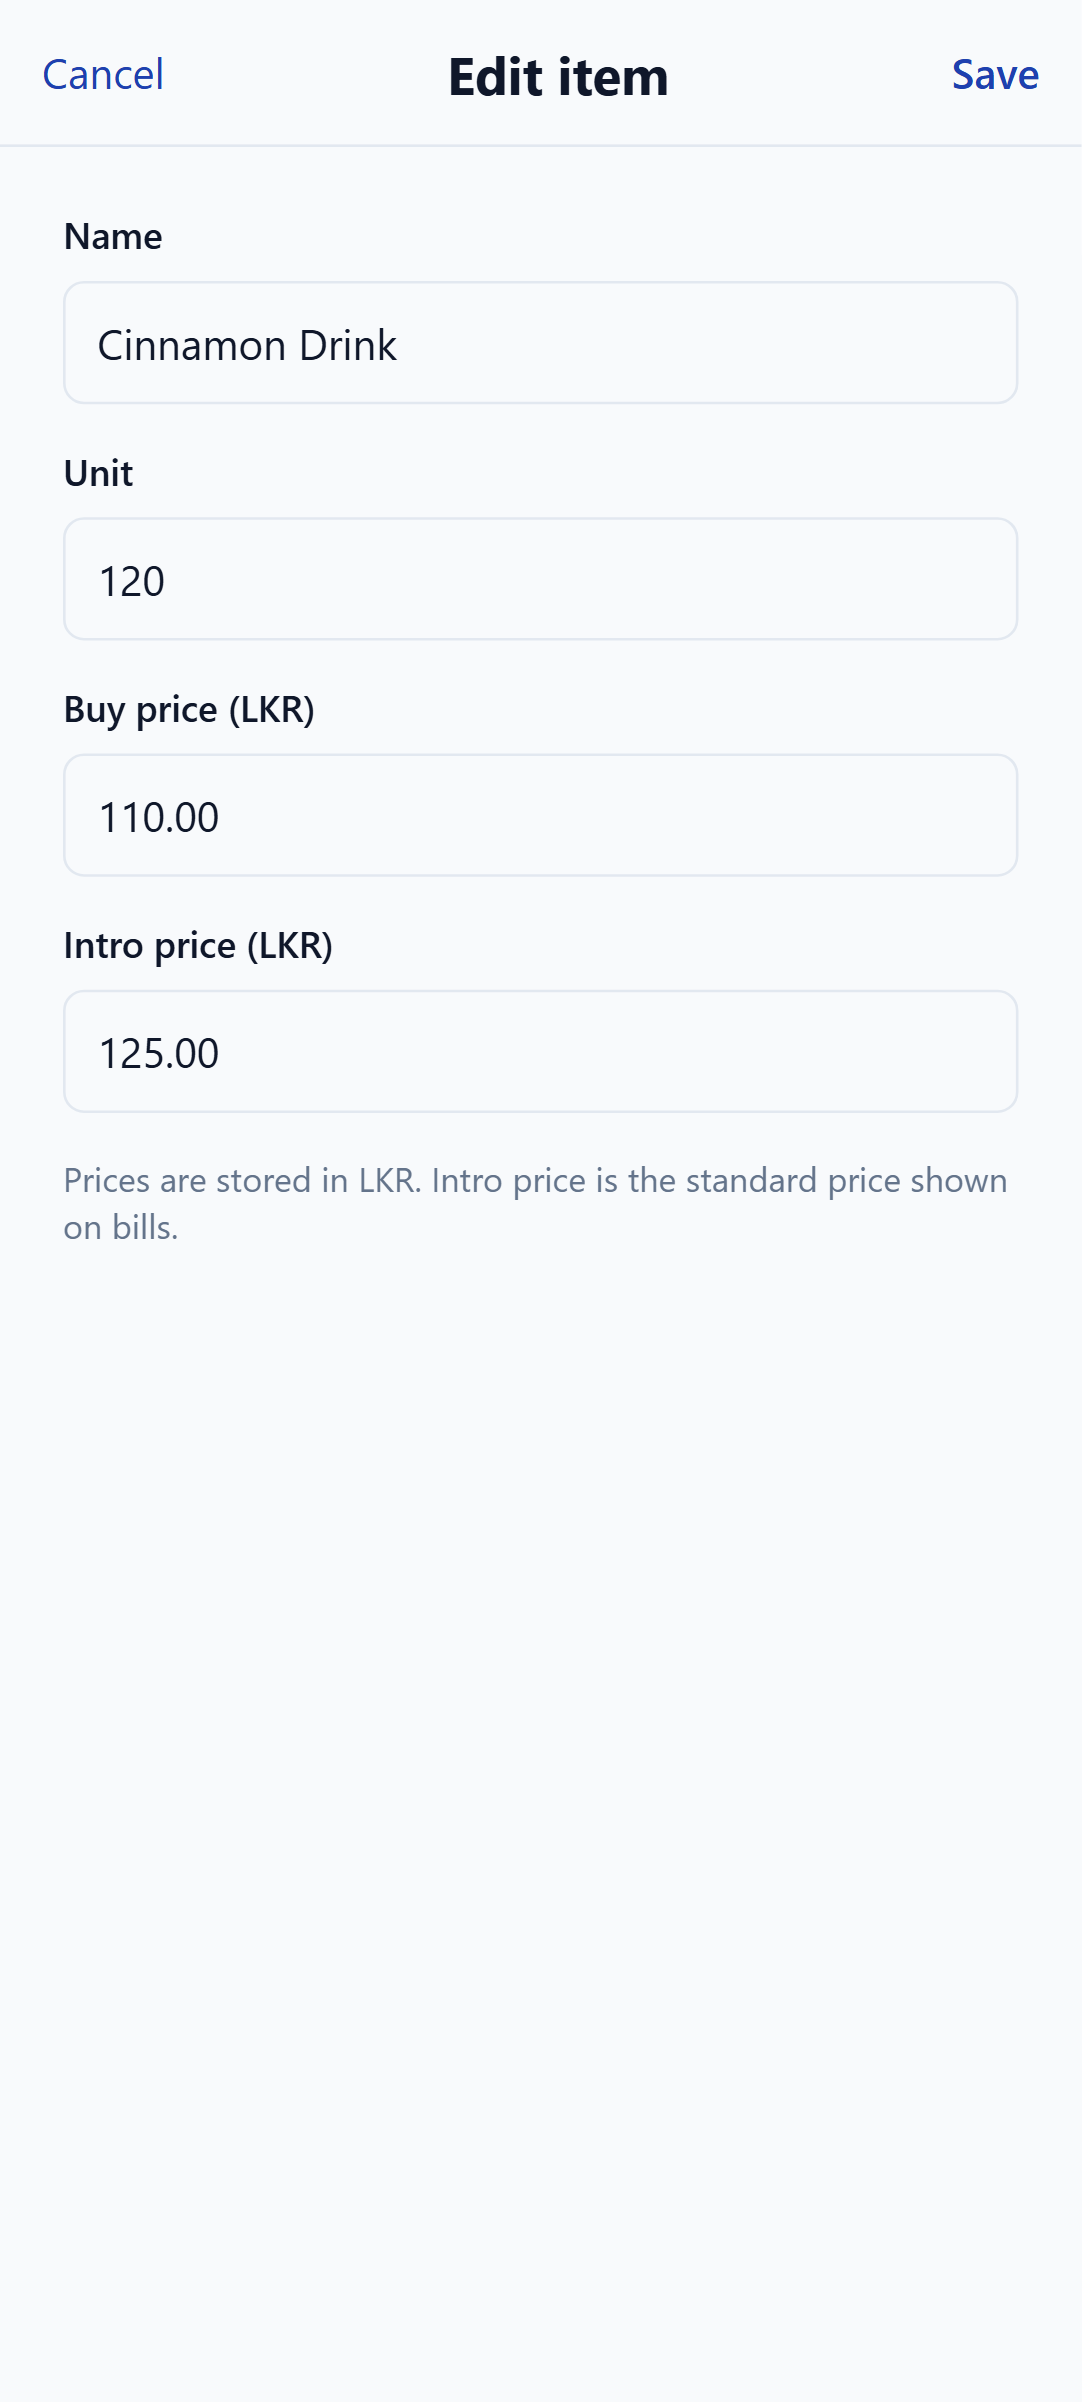 Cancel
Edit item
Save
Name
Cinnamon Drink
Unit
120
Buy price (LKR)
110.00
Intro price (LKR)
125.00
Prices are stored in LKR. Intro price is the standard price shown
on bills.